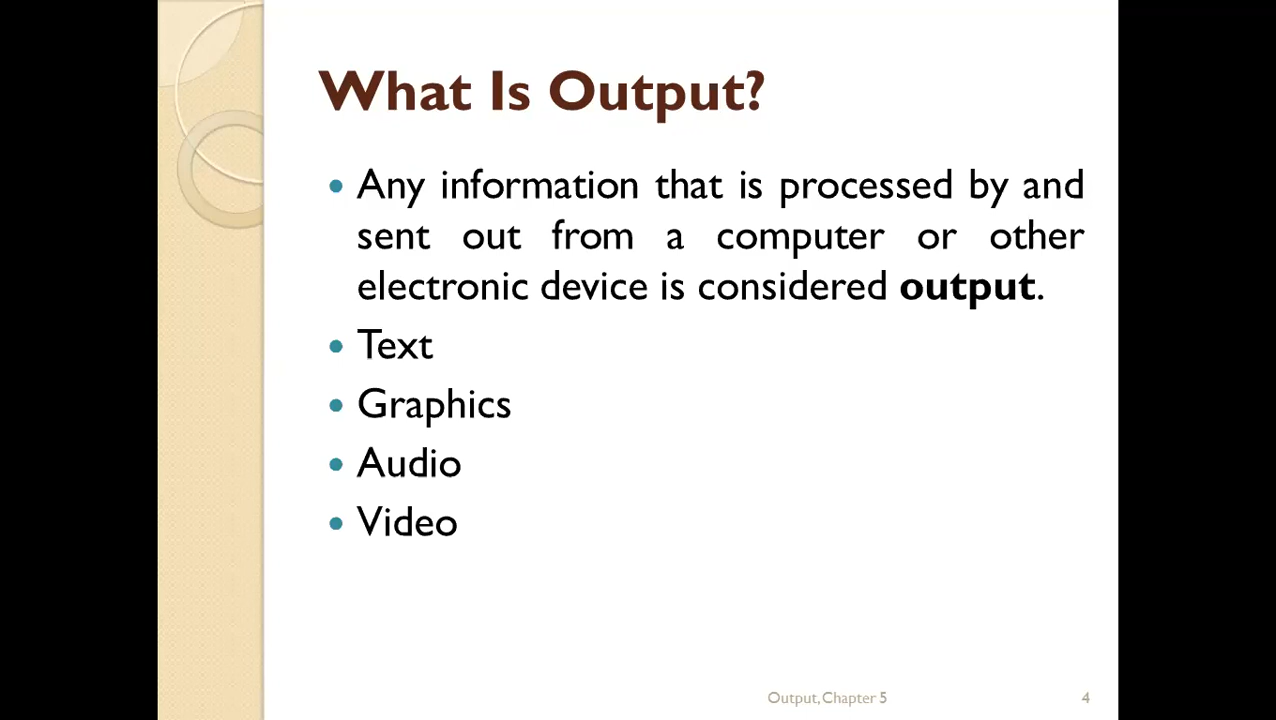 What Is Output?
Any information that is processed by and
sent out from a computer or other
electronic device is considered output.
Text
Graphics
Audio
Video
Output, Chapter 5
4